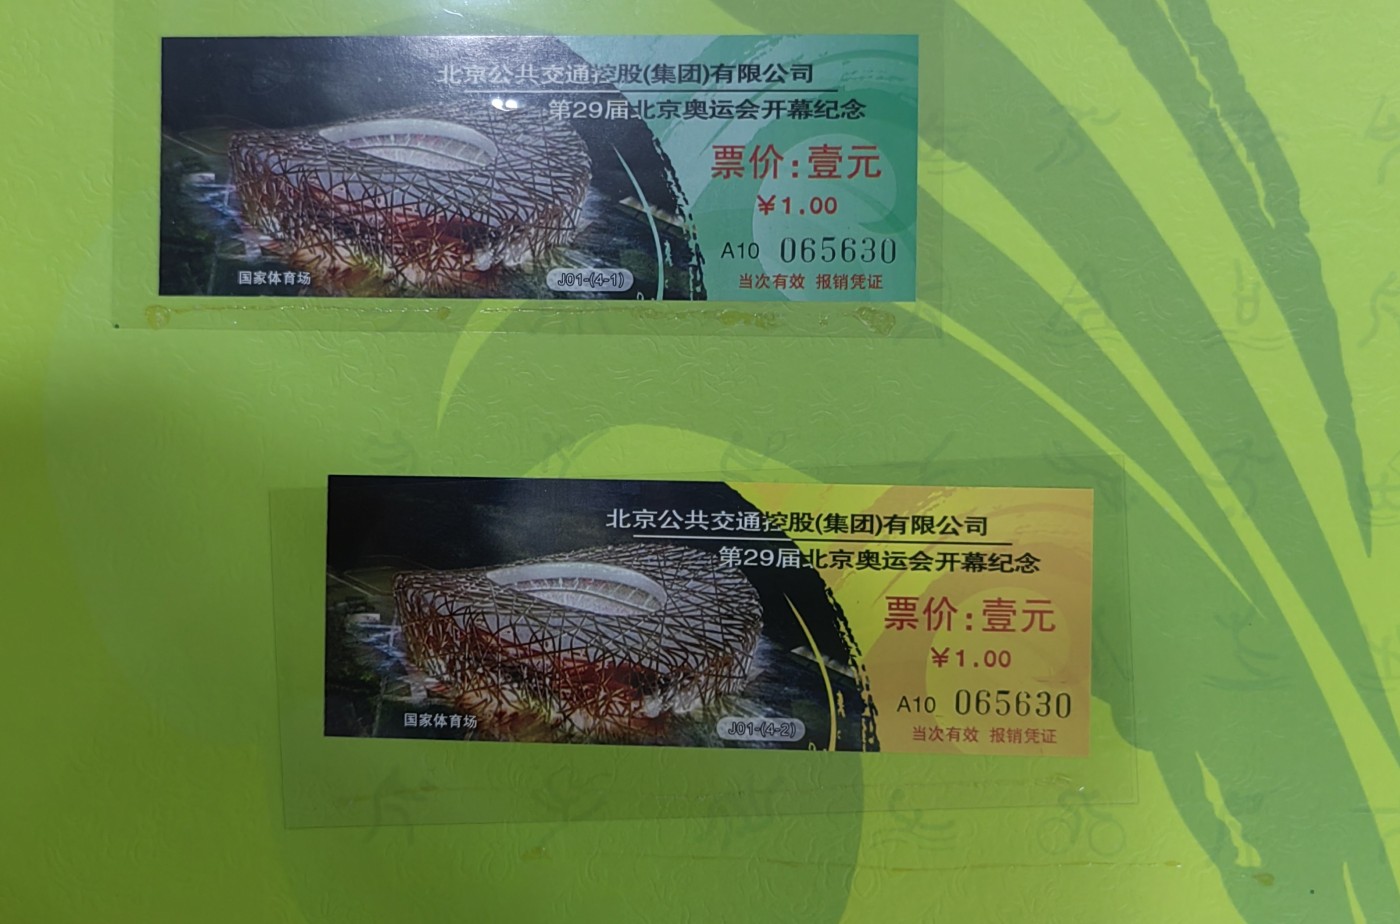 北京公共交通控股(集团)有限公司
第29届北京奥运会开幕纪念
票价:壹元
¥1.00
A10 065630
当次有效 报销凭证
国家体育场
J01-(4-1)
北京公共交通控股(集团)有限公司
第29届北京奥运会开幕纪念
票价:壹元
¥1.00
A10 065630
当次有效 报销凭证
国家体育场
J01-(4-2)